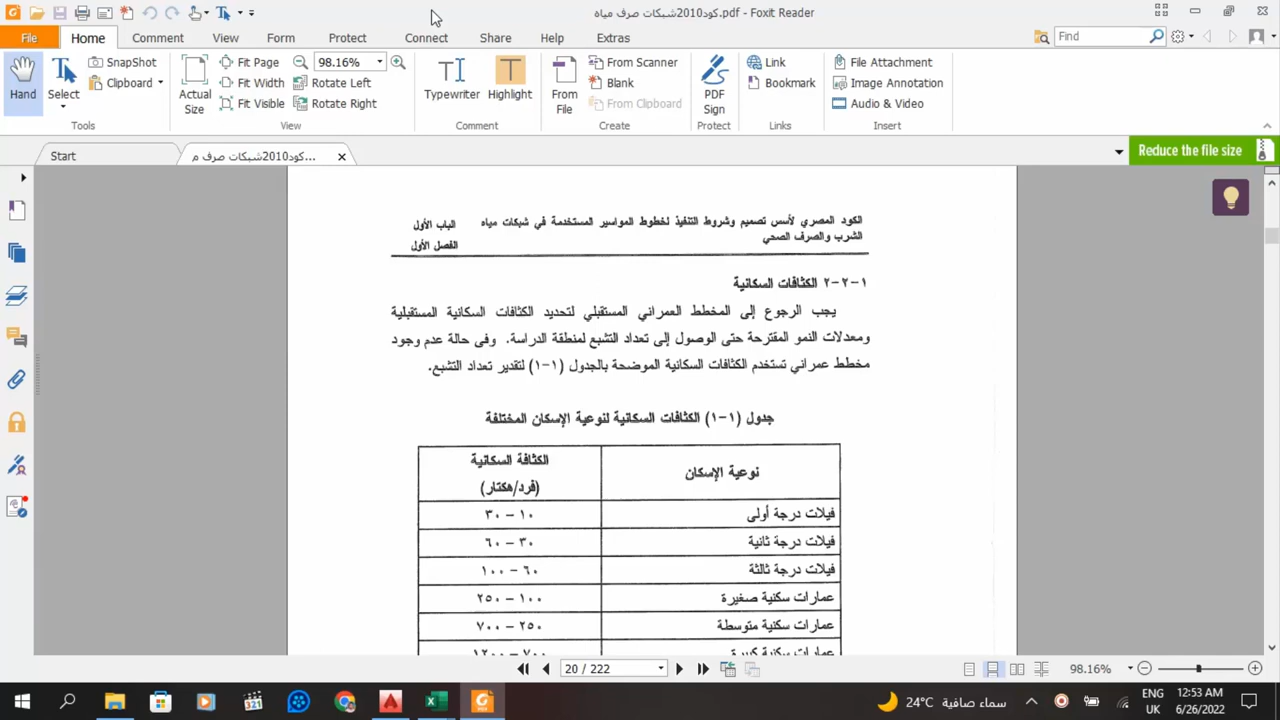 كود2010شبكات صرف مياه.pdf - Foxit Reader
File Home Comment View Form Protect Connect Share Help Extras Find
Hand
Select
SnapShot
Clipboard
Tools
Actual Size
Fit Page
Fit Width
Fit Visible
98.16%
Rotate Left
Rotate Right
View
Typewriter
Highlight
Comment
From File
From Scanner
Blank
From Clipboard
Create
PDF Sign
Protect
Link
Bookmark
Links
File Attachment
Image Annotation
Audio & Video
Insert
Start
كود2010شبكات صرف م...
Reduce the file size
الكود المصري لأسس تصميم وشروط التنفيذ لخطوط المواسير المستخدمة في شبكات مياه
الشرب والصرف الصحي
الباب الأول
الفصل الأول
١-٢-٢ الكثافات السكانية
يجب الرجوع إلى المخطط العمراني المستقبلي لتحديد الكثافات السكانية المستقبلية
ومعدلات النمو المقترحة حتى الوصول إلى تعداد التشبع لمنطقة الدراسة. وفى حالة عدم وجود
مخطط عمراني تستخدم الكثافات السكانية الموضحة بالجدول (١-١) لتقدير تعداد التشبع.
جدول (١-١) الكثافات السكانية لنوعية الإسكان المختلفة
نوعية الإسكان
الكثافة السكانية
(فرد/هكتار)
فيلات درجة أولى ١٠ – ٣٠
فيلات درجة ثانية ٣٠ – ٦٠
فيلات درجة ثالثة ٦٠ – ١٠٠
عمارات سكنية صغيرة ١٠٠ – ٢٥٠
عمارات سكنية متوسطة ٢٥٠ – ٧٠٠
عمارات سكنية كبيرة ٧٠٠ – ١٢٠٠
20 / 222
98.16%
321
24°C سماء صافية
ENG
UK
12:53 AM
6/26/2022